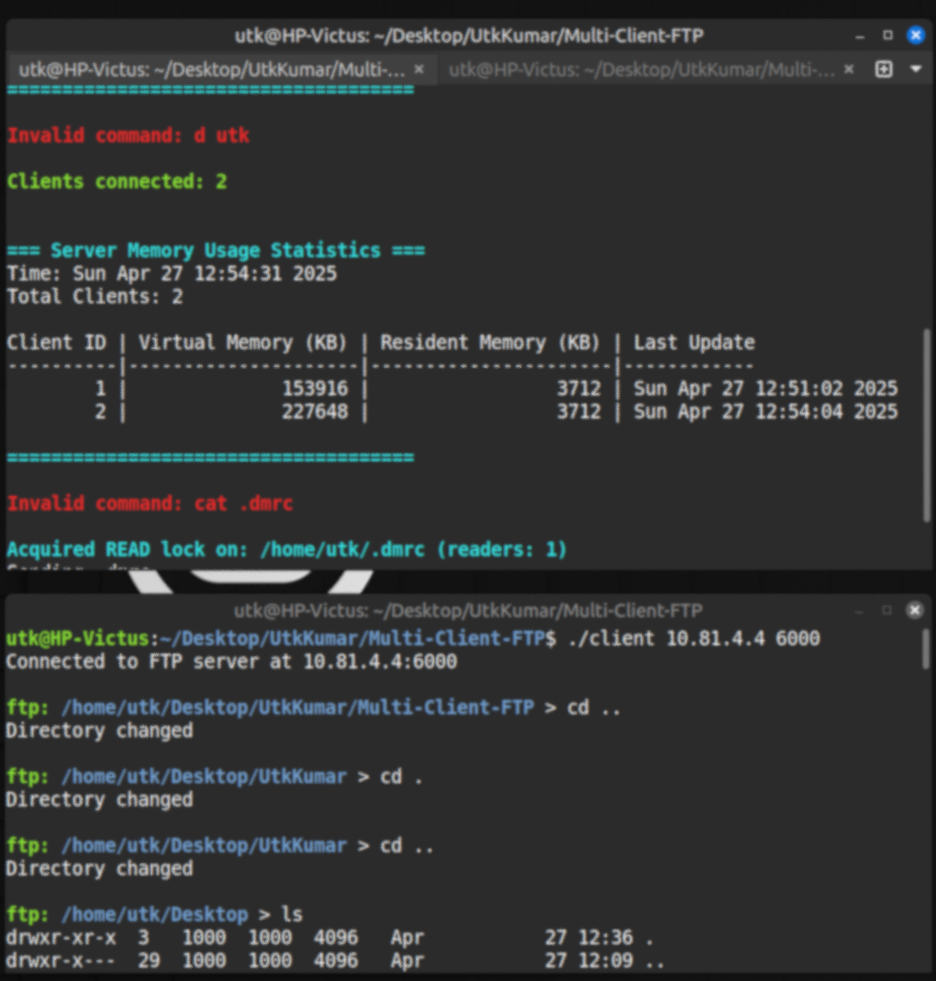 utk@HP-Victus: ~/Desktop/UtkKumar/Multi-Client-FTP
utk@HP-Victus: ~/Desktop/UtkKumar/Multi-... × utk@HP-Victus: ~/Desktop/UtkKumar/Multi-... ×
=====================================
Invalid command: d utk
Clients connected: 2
=== Server Memory Usage Statistics ===
Time: Sun Apr 27 12:54:31 2025
Total Clients: 2
Client ID | Virtual Memory (KB) | Resident Memory (KB) | Last Update
----------|---------------------|----------------------|------------
1 | 153916 | 3712 | Sun Apr 27 12:51:02 2025
2 | 227648 | 3712 | Sun Apr 27 12:54:04 2025
=====================================
Invalid command: cat .dmrc
Acquired READ lock on: /home/utk/.dmrc (readers: 1)
utk@HP-Victus: ~/Desktop/UtkKumar/Multi-Client-FTP
utk@HP-Victus:~/Desktop/UtkKumar/Multi-Client-FTP$ ./client 10.81.4.4 6000
Connected to FTP server at 10.81.4.4:6000
ftp: /home/utk/Desktop/UtkKumar/Multi-Client-FTP > cd ..
Directory changed
ftp: /home/utk/Desktop/UtkKumar > cd .
Directory changed
ftp: /home/utk/Desktop/UtkKumar > cd ..
Directory changed
ftp: /home/utk/Desktop > ls
drwxr-xr-x 3 1000 1000 4096 Apr 27 12:36 .
drwxr-x--- 29 1000 1000 4096 Apr 27 12:09 ..